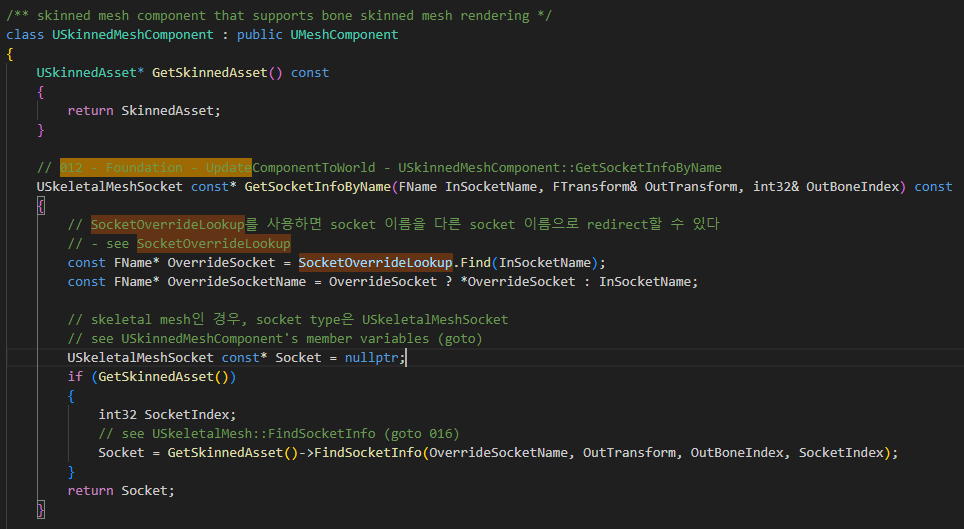 /** skinned mesh component that supports bone skinned mesh rendering */
class USkinnedMeshComponent : public UMeshComponent
{
    USkinnedAsset* GetSkinnedAsset() const
    {
        return SkinnedAsset;
    }

    // 012 - Foundation - UpdateComponentToWorld - USkinnedMeshComponent::GetSocketInfoByName
    USkeletalMeshSocket const* GetSocketInfoByName(FName InSocketName, FTransform& OutTransform, int32& OutBoneIndex) const
    {
        // SocketOverrideLookup를 사용하면 socket 이름을 다른 socket 이름으로 redirect할 수 있다
        // - see SocketOverrideLookup
        const FName* OverrideSocket = SocketOverrideLookup.Find(InSocketName);
        const FName* OverrideSocketName = OverrideSocket ? *OverrideSocket : InSocketName;

        // skeletal mesh인 경우, socket type은 USkeletalMeshSocket
        // see USkinnedMeshComponent's member variables (goto)
        USkeletalMeshSocket const* Socket = nullptr;
        if (GetSkinnedAsset())
        {
            int32 SocketIndex;
            // see USkeletalMesh::FindSocketInfo (goto 016)
            Socket = GetSkinnedAsset()->FindSocketInfo(OverrideSocketName, OutTransform, OutBoneIndex, SocketIndex);
        }
        return Socket;
    }